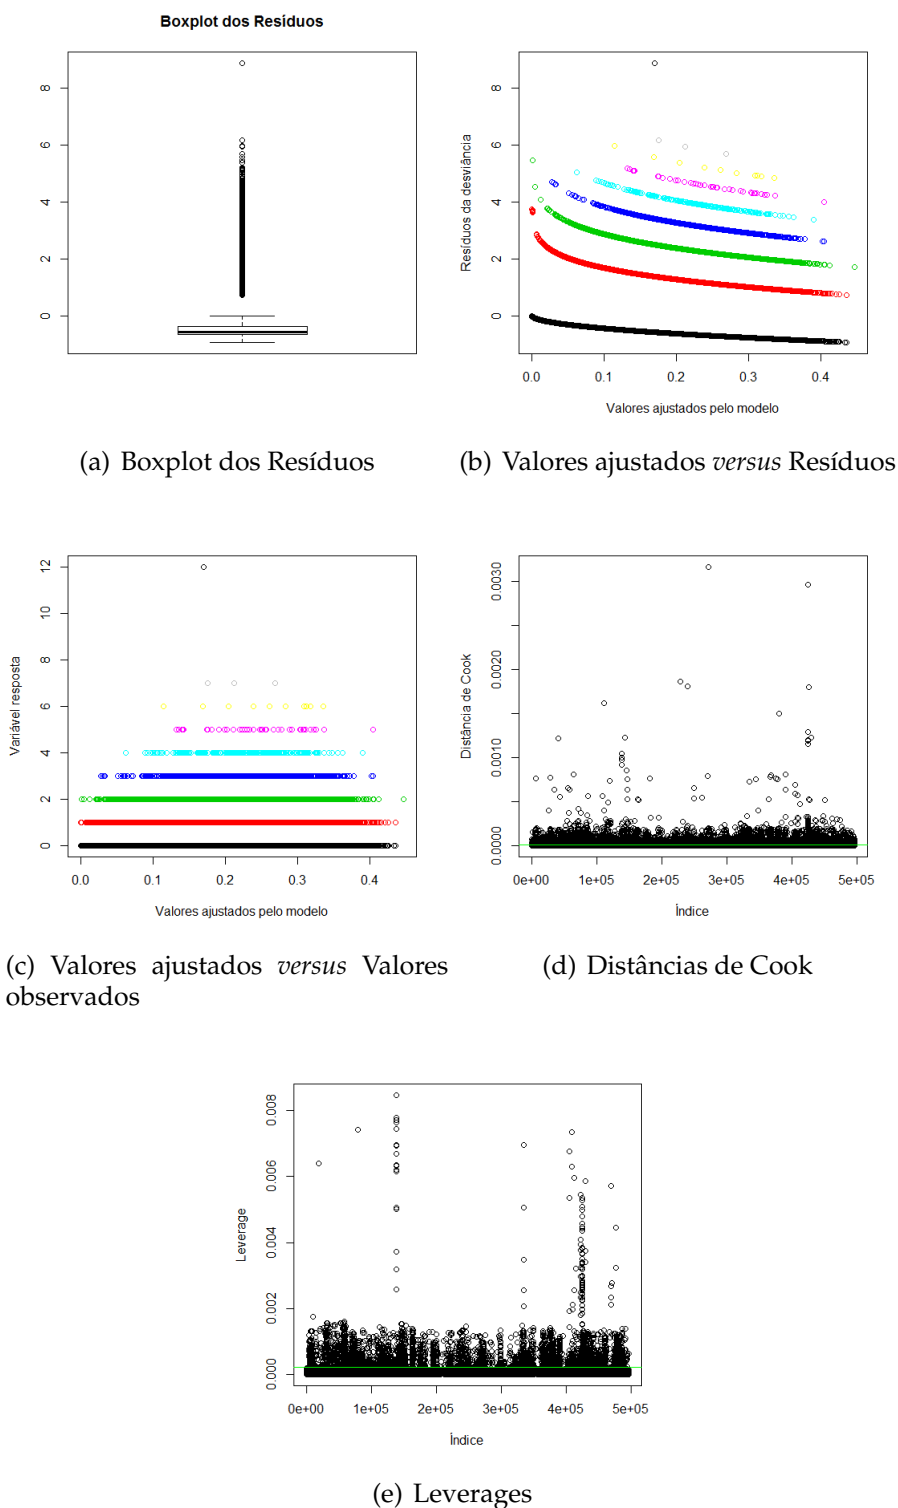 Boxplot dos Resíduos
8
6
4
2
0
Resíduos da desviância
8
6
4
2
0
0.0 0.1 0.2 0.3 0.4
Valores ajustados pelo modelo
(a) Boxplot dos Resíduos
(b) Valores ajustados versus Resíduos
Variável resposta
12
10
8
6
4
2
0
0.0 0.1 0.2 0.3 0.4
Valores ajustados pelo modelo
Distância de Cook
0.0030
0.0020
0.0010
0.0000
0e+00 1e+05 2e+05 3e+05 4e+05 5e+05
Índice
(c) Valores ajustados versus Valores
observados
(d) Distâncias de Cook
Leverage
0.008
0.006
0.004
0.002
0.000
0e+00 1e+05 2e+05 3e+05 4e+05 5e+05
Índice
(e) Leverages